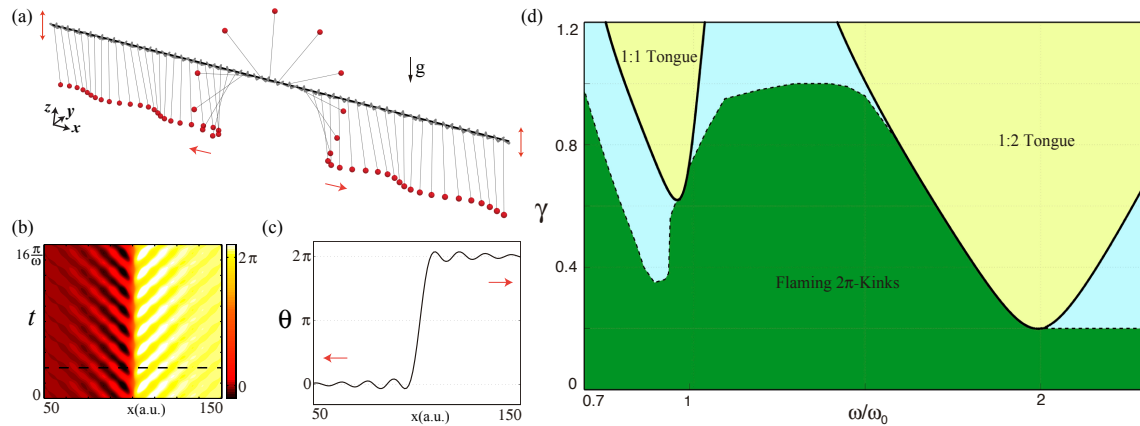 (a)
g
z
y
x
(b)
16 π/ω
t
0
50
x(a.u.)
150
2π
0
(c)
2π
θ
π
0
50
x(a.u.)
150
(d)
1.2
0.8
γ
0.4
0
1:1 Tongue
1:2 Tongue
Flaming 2π-Kinks
0.7
1
ω/ω₀
2